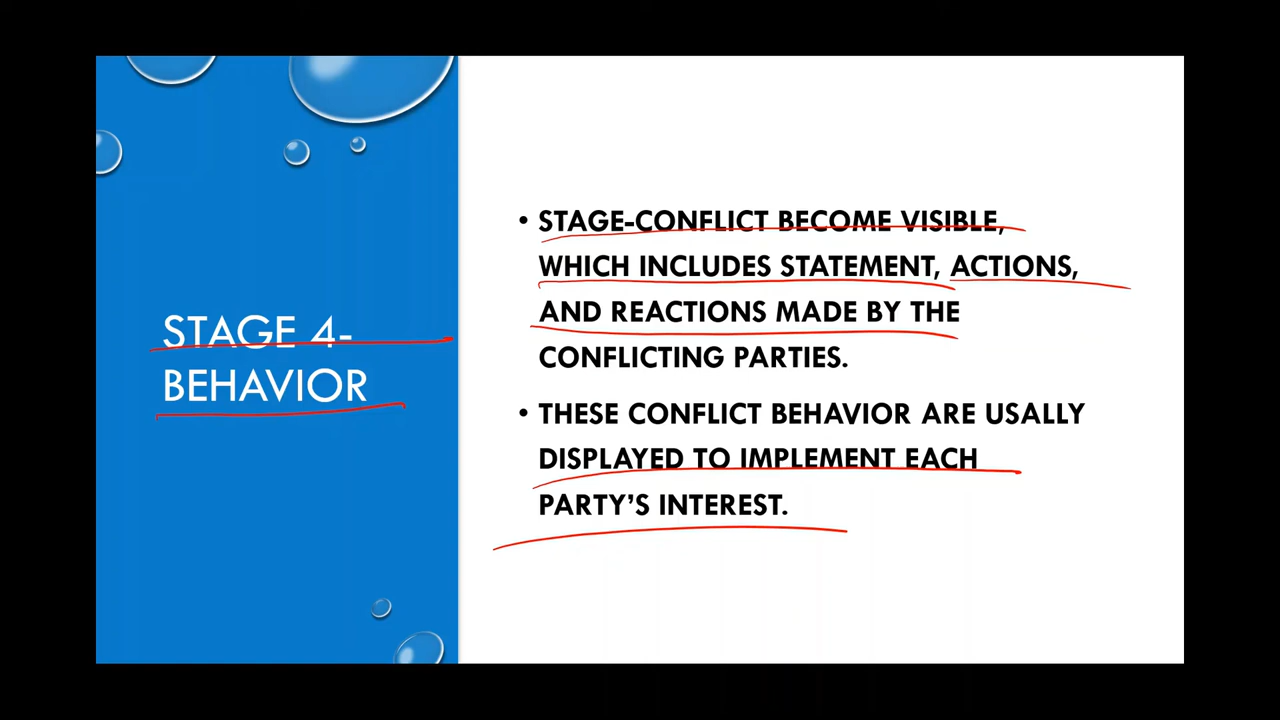 STAGE 4-
BEHAVIOR
• STAGE-CONFLICT BECOME VISIBLE,
WHICH INCLUDES STATEMENT, ACTIONS,
AND REACTIONS MADE BY THE
CONFLICTING PARTIES.
• THESE CONFLICT BEHAVIOR ARE USALLY
DISPLAYED TO IMPLEMENT EACH
PARTY’S INTEREST.